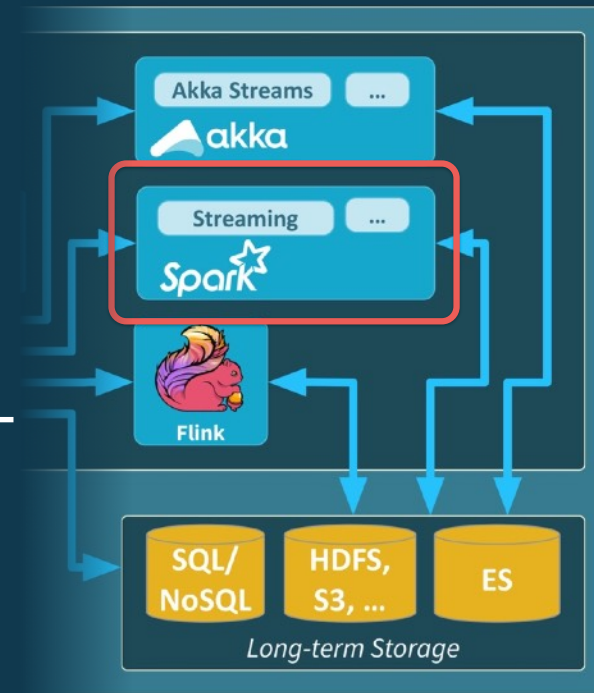 Akka Streams
...
akka
Streaming
...
Spark
Flink
SQL/
NoSQL
HDFS,
S3, ...
ES
Long-term Storage